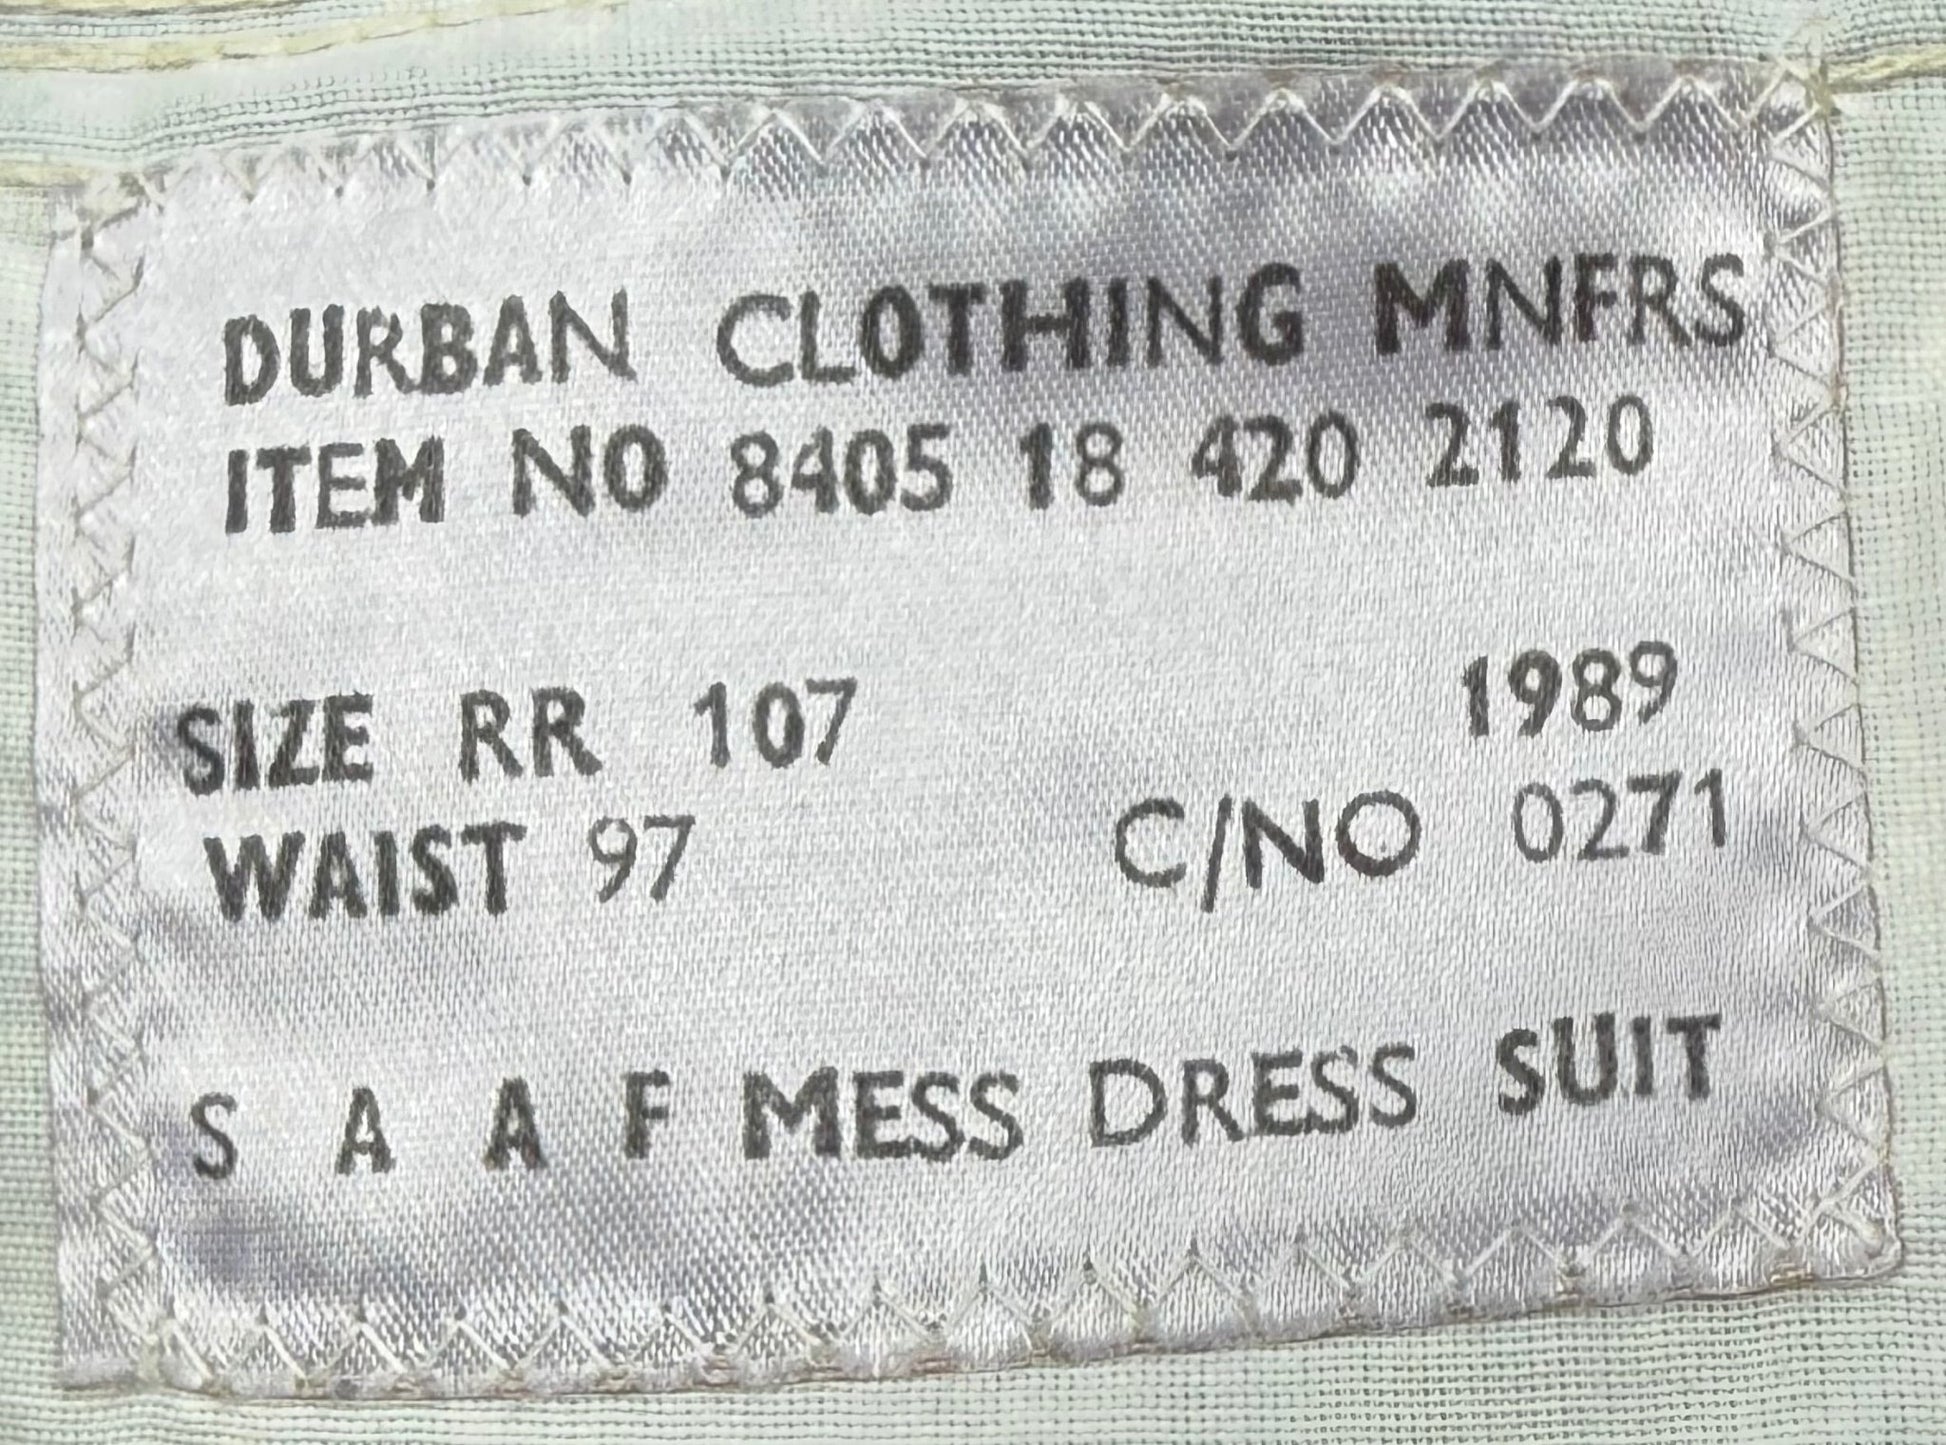 DURBAN CLOTHING MNFRS
ITEM NO 8405 18 420 2120
SIZE RR 107 1989
WAIST 97 C/NO 0271
S A A F MESS DRESS SUIT